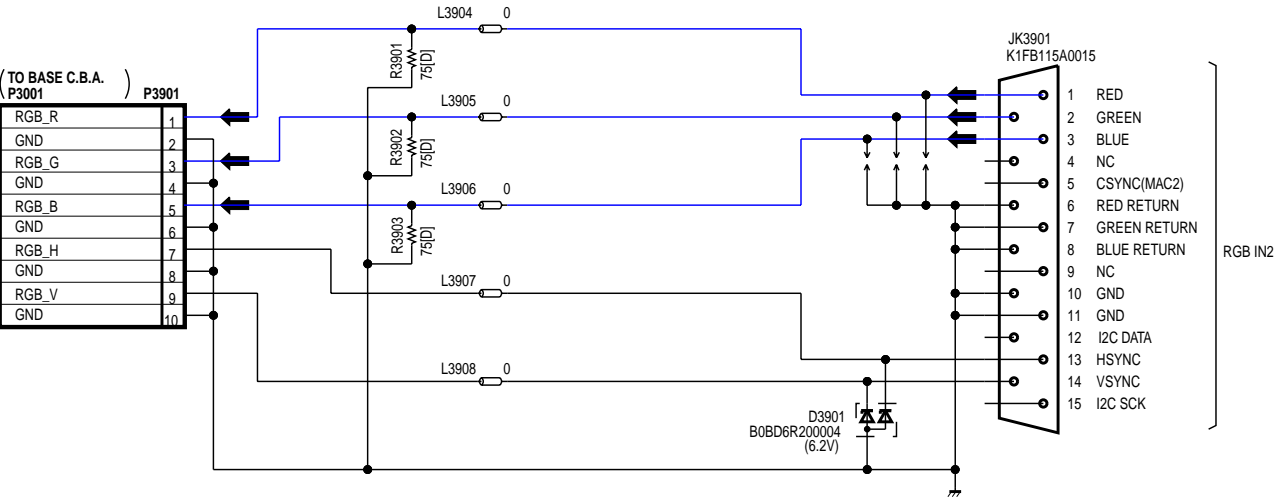 L3904 0
JK3901
K1FB115A0015
R3901
75[D]
( TO BASE C.B.A. )
P3001 P3901
RGB_R 1
GND 2
RGB_G 3
GND 4
RGB_B 5
GND 6
RGB_H 7
GND 8
RGB_V 9
GND 10
L3905 0
R3902
75[D]
L3906 0
R3903
75[D]
L3907 0
L3908 0
D3901
B0BD6R200004
(6.2V)
1 RED
2 GREEN
3 BLUE
4 NC
5 CSYNC(MAC2)
6 RED RETURN
7 GREEN RETURN
8 BLUE RETURN
9 NC
10 GND
11 GND
12 I2C DATA
13 HSYNC
14 VSYNC
15 I2C SCK
RGB IN2